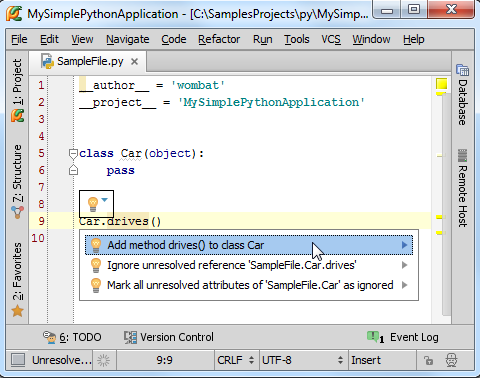 MySimplePythonApplication - [C:\SamplesProjects\py\MySimp
File Edit View Navigate Code Refactor Run Tools VCS Window Help
SampleFile.py
1: Project
7: Structure
2: Favorites
Database
Remote Host
1 __author__ = 'wombat'
2 __project__ = 'MySimplePythonApplication'
3
4
5 class Car(object):
6 pass
7
8
9 Car.drives()
10
Add method drives() to class Car
Ignore unresolved reference 'SampleFile.Car.drives'
Mark all unresolved attributes of 'SampleFile.Car' as ignored
6: TODO Version Control 1 Event Log
Unresolve... 9:9 CRLF UTF-8 Insert